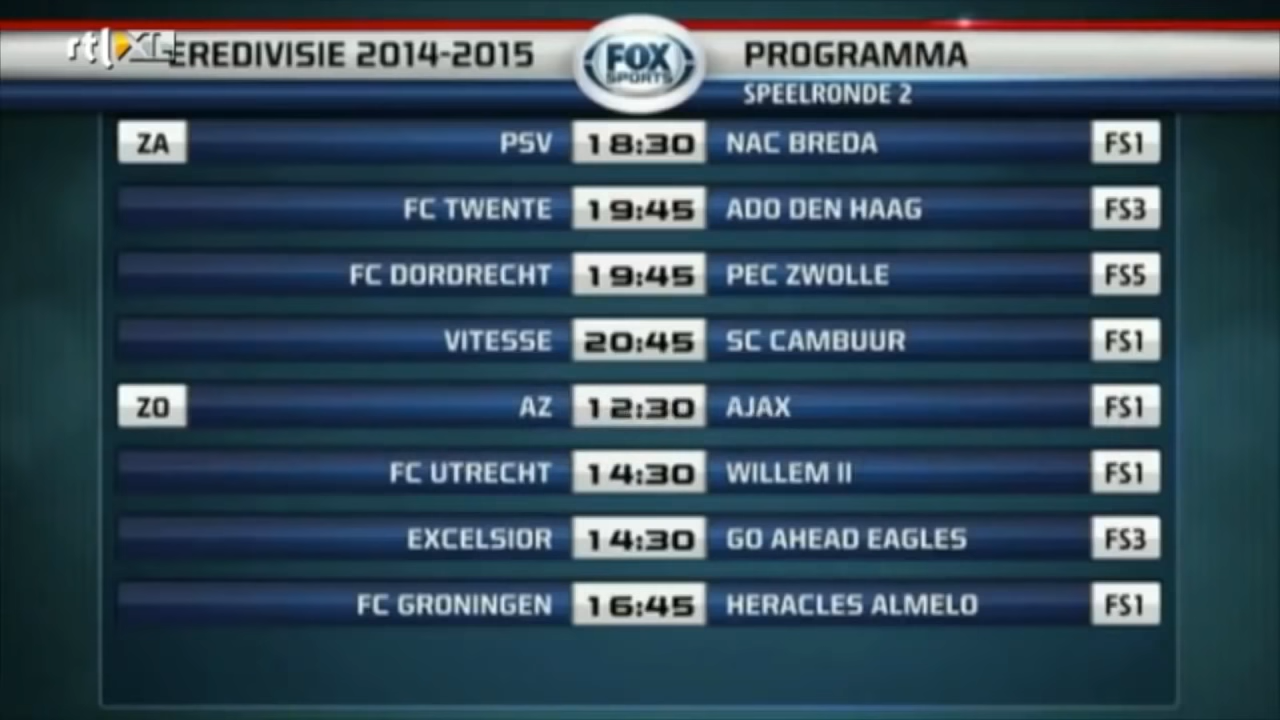 rtl XL
EREDIVISIE 2014-2015
FOX
SPORTS
PROGRAMMA
SPEELRONDE 2
ZA PSV 18:30 NAC BREDA FS1
FC TWENTE 19:45 ADO DEN HAAG FS3
FC DORDRECHT 19:45 PEC ZWOLLE FS5
VITESSE 20:45 SC CAMBUUR FS1
ZO AZ 12:30 AJAX FS1
FC UTRECHT 14:30 WILLEM II FS1
EXCELSIOR 14:30 GO AHEAD EAGLES FS3
FC GRONINGEN 16:45 HERACLES ALMELO FS1